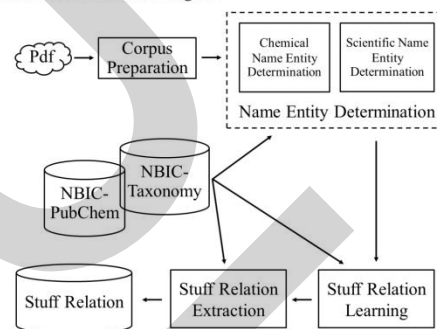 Pdf
Corpus
Preparation
Chemical
Name Entity
Determination
Scientific Name
Entity
Determination
Name Entity Determination
NBIC-
Taxonomy
NBIC-
PubChem
Stuff Relation
Stuff Relation
Extraction
Stuff Relation
Learning